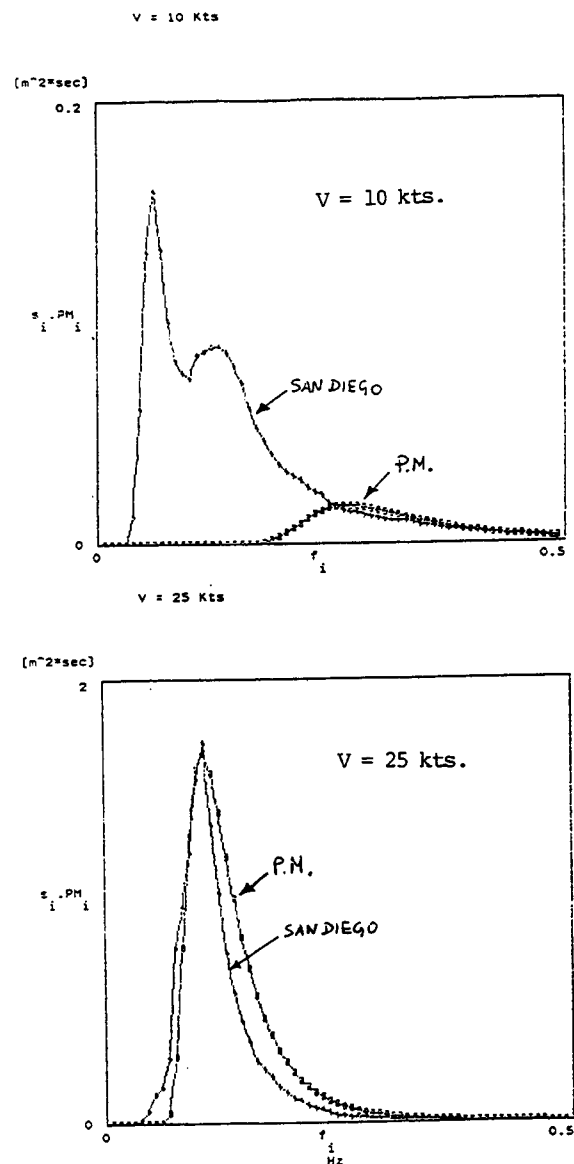 V = 10 Kts
[m^2*sec]
0.2
V = 10 kts.
s_i.PM_i
SAN DIEGO
P.M.
0
0
f_i
0.5
V = 25 Kts
[m^2*sec]
2
V = 25 kts.
s_i.PM_i
P.M.
SAN DIEGO
0
0
f_i
Hz
0.5